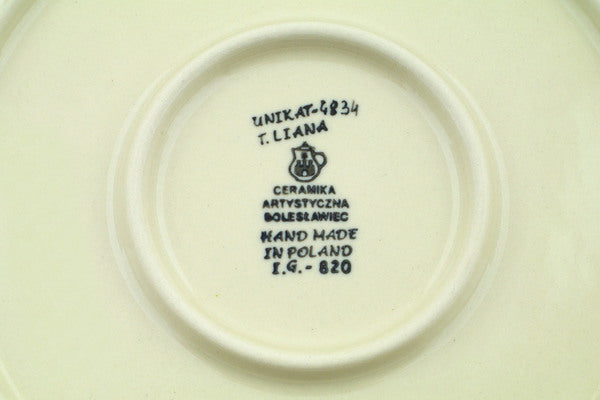 UNIKAT-4834
T. LIANA
CERAMIKA
ARTYSTYCZNA
BOLESŁAWIEC
HAND MADE
IN POLAND
I.G.-820